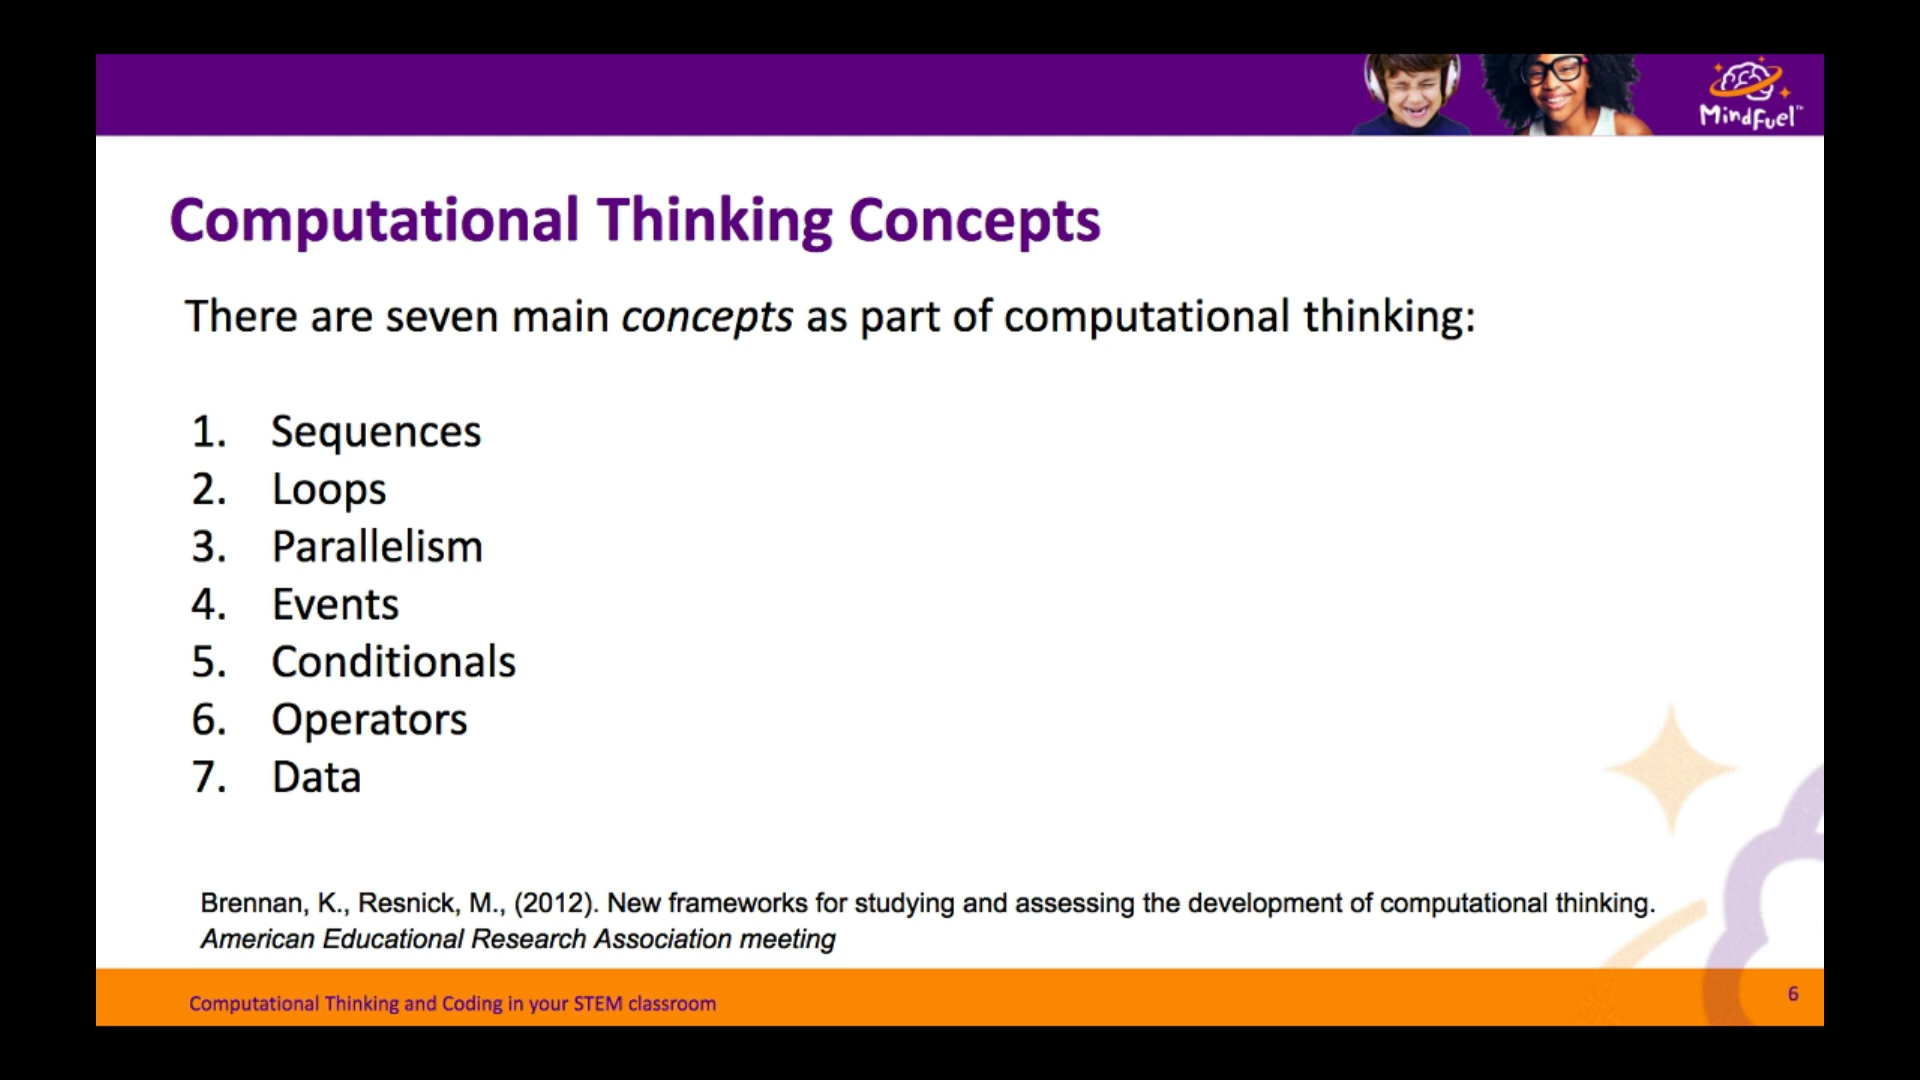 MindFuel™
Computational Thinking Concepts
There are seven main concepts as part of computational thinking:
1. Sequences
2. Loops
3. Parallelism
4. Events
5. Conditionals
6. Operators
7. Data
Brennan, K., Resnick, M., (2012). New frameworks for studying and assessing the development of computational thinking.
American Educational Research Association meeting
Computational Thinking and Coding in your STEM classroom
6